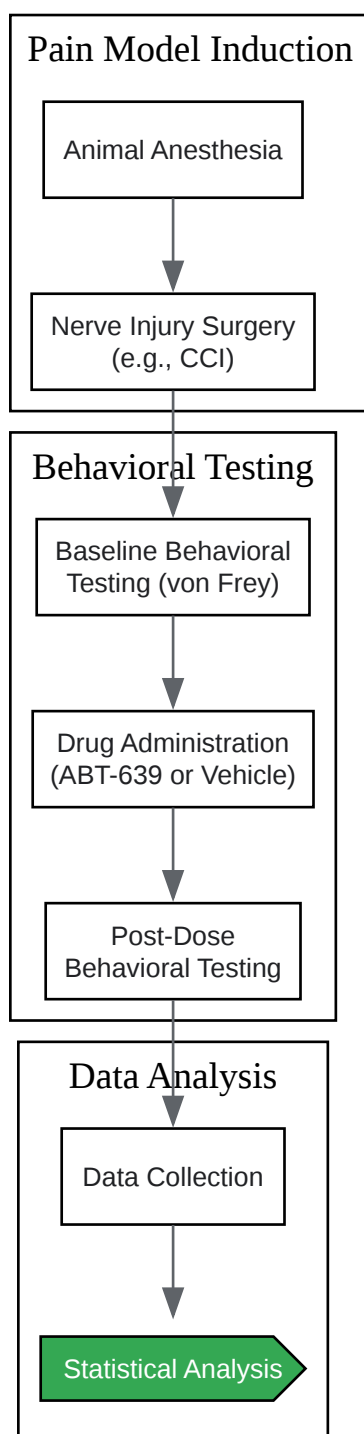 Pain Model Induction
Animal Anesthesia
Nerve Injury Surgery
(e.g., CCI)
Behavioral Testing
Baseline Behavioral
Testing (von Frey)
Drug Administration
(ABT-639 or Vehicle)
Post-Dose
Behavioral Testing
Data Analysis
Data Collection
Statistical Analysis